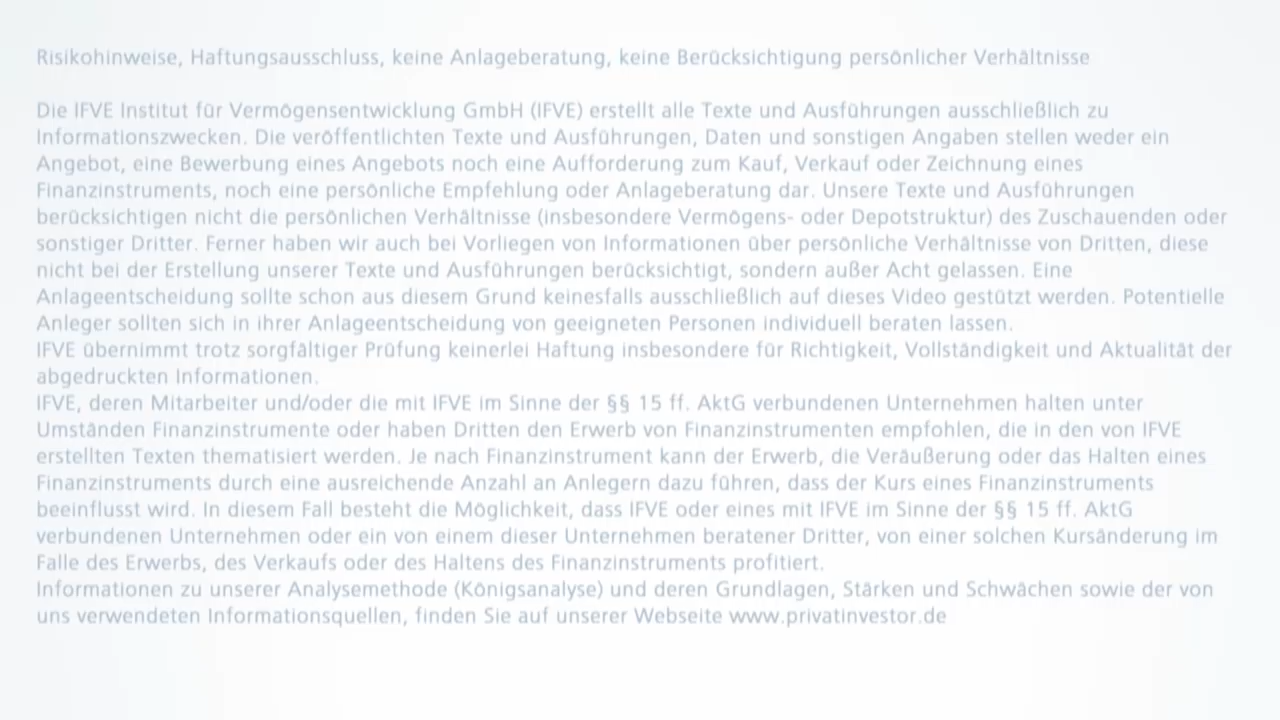 Risikohinweise, Haftungsausschluss, keine Anlageberatung, keine Berücksichtigung persönlicher Verhältnisse
Die IFVE Institut für Vermögensentwicklung GmbH (IFVE) erstellt alle Texte und Ausführungen ausschließlich zu
Informationszwecken. Die veröffentlichten Texte und Ausführungen, Daten und sonstigen Angaben stellen weder ein
Angebot, eine Bewerbung eines Angebots noch eine Aufforderung zum Kauf, Verkauf oder Zeichnung eines
Finanzinstruments, noch eine persönliche Empfehlung oder Anlageberatung dar. Unsere Texte und Ausführungen
berücksichtigen nicht die persönlichen Verhältnisse (insbesondere Vermögens- oder Depotstruktur) des Zuschauenden oder
sonstiger Dritter. Ferner haben wir auch bei Vorliegen von Informationen über persönliche Verhältnisse von Dritten, diese
nicht bei der Erstellung unserer Texte und Ausführungen berücksichtigt, sondern außer Acht gelassen. Eine
Anlageentscheidung sollte schon aus diesem Grund keinesfalls ausschließlich auf dieses Video gestützt werden. Potentielle
Anleger sollten sich in ihrer Anlageentscheidung von geeigneten Personen individuell beraten lassen.
IFVE übernimmt trotz sorgfältiger Prüfung keinerlei Haftung insbesondere für Richtigkeit, Vollständigkeit und Aktualität der
abgedruckten Informationen.
IFVE, deren Mitarbeiter und/oder die mit IFVE im Sinne der §§ 15 ff. AktG verbundenen Unternehmen halten unter
Umständen Finanzinstrumente oder haben Dritten den Erwerb von Finanzinstrumenten empfohlen, die in den von IFVE
erstellten Texten thematisiert werden. Je nach Finanzinstrument kann der Erwerb, die Veräußerung oder das Halten eines
Finanzinstruments durch eine ausreichende Anzahl an Anlegern dazu führen, dass der Kurs eines Finanzinstruments
beeinflusst wird. In diesem Fall besteht die Möglichkeit, dass IFVE oder eines mit IFVE im Sinne der §§ 15 ff. AktG
verbundenen Unternehmen oder ein von einem dieser Unternehmen beratener Dritter, von einer solchen Kursänderung im
Falle des Erwerbs, des Verkaufs oder des Haltens des Finanzinstruments profitiert.
Informationen zu unserer Analysemethode (Königsanalyse) und deren Grundlagen, Stärken und Schwächen sowie der von
uns verwendeten Informationsquellen, finden Sie auf unserer Webseite www.privatinvestor.de